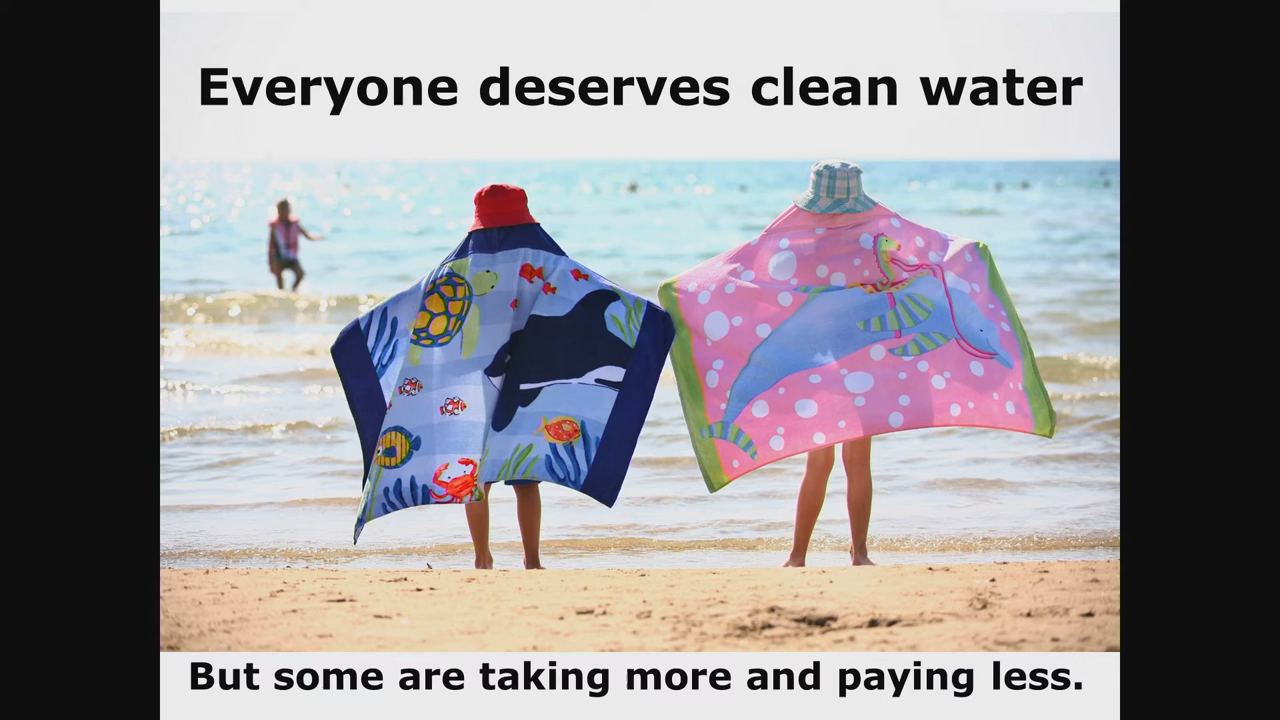 Everyone deserves clean water
But some are taking more and paying less.